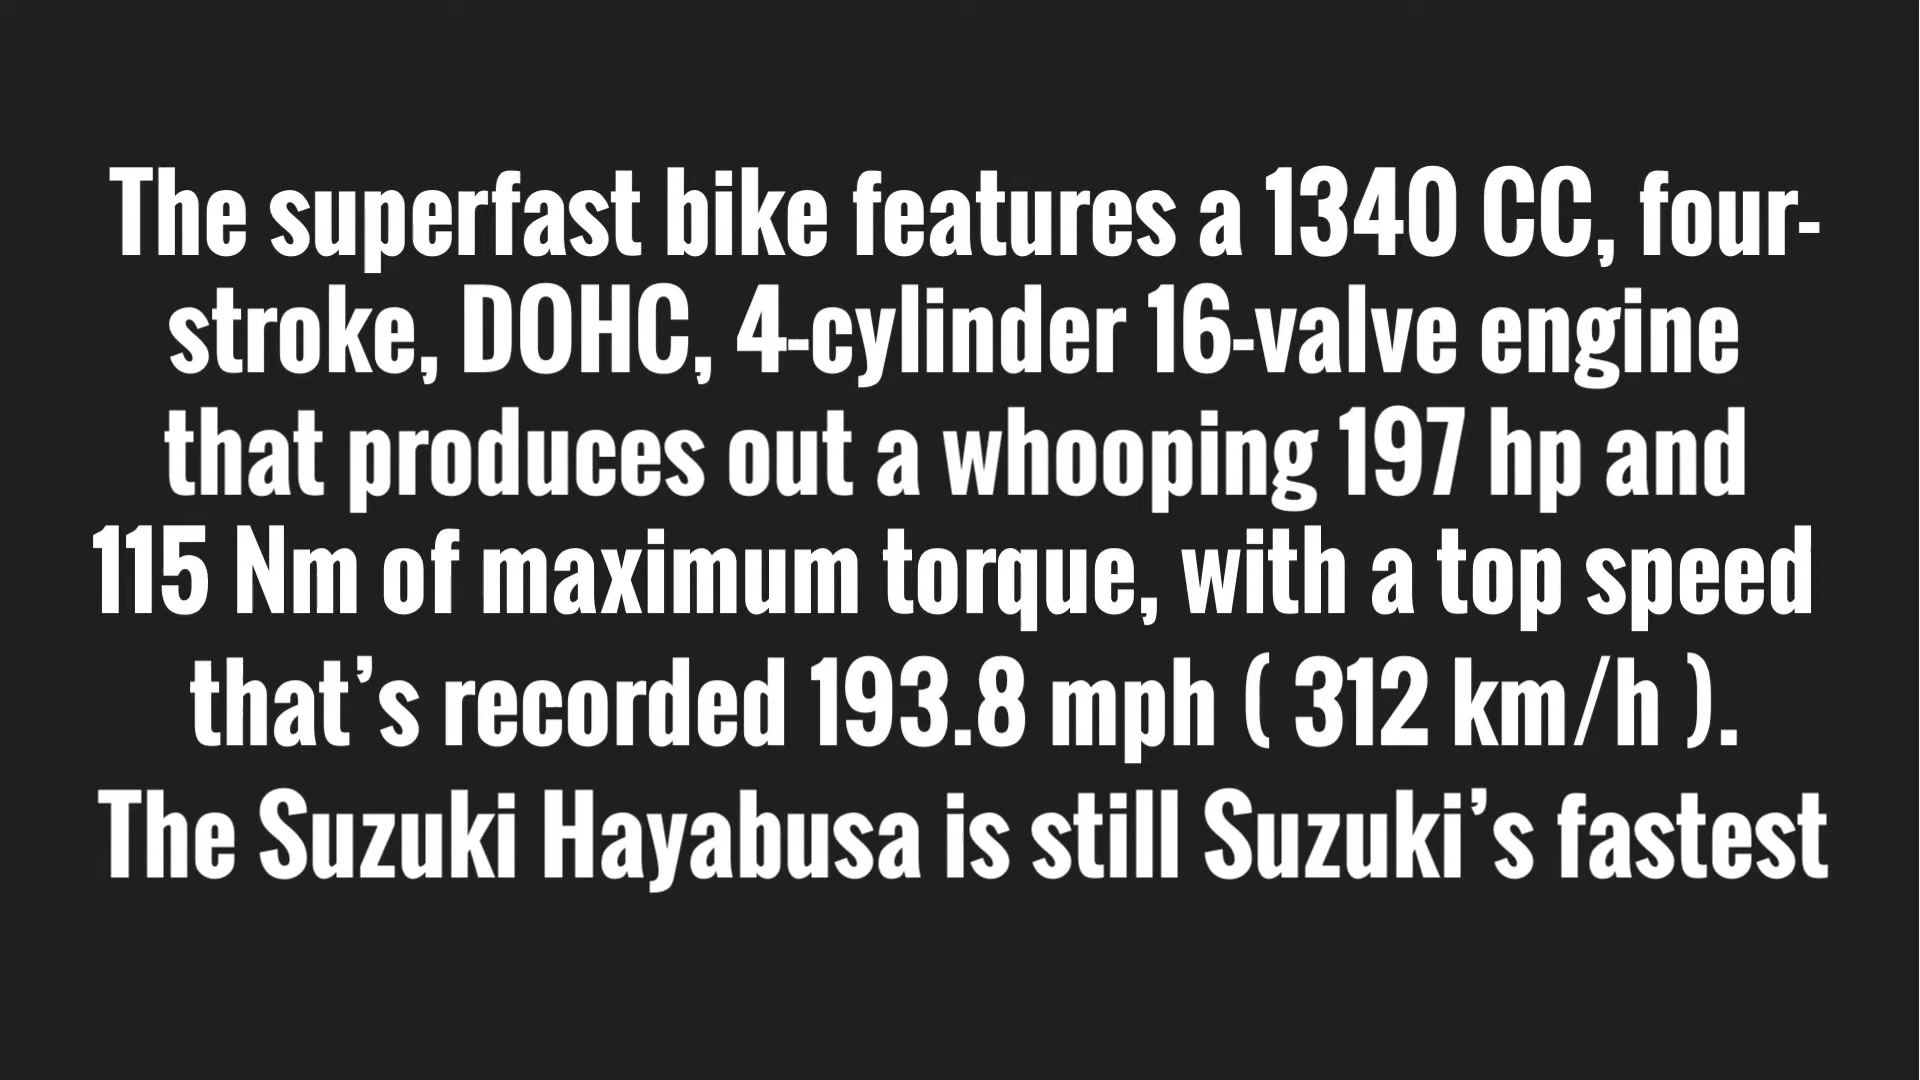 The superfast bike features a 1340 CC, four-
stroke, DOHC, 4-cylinder 16-valve engine
that produces out a whooping 197 hp and
115 Nm of maximum torque, with a top speed
that’s recorded 193.8 mph ( 312 km/h ).
The Suzuki Hayabusa is still Suzuki’s fastest